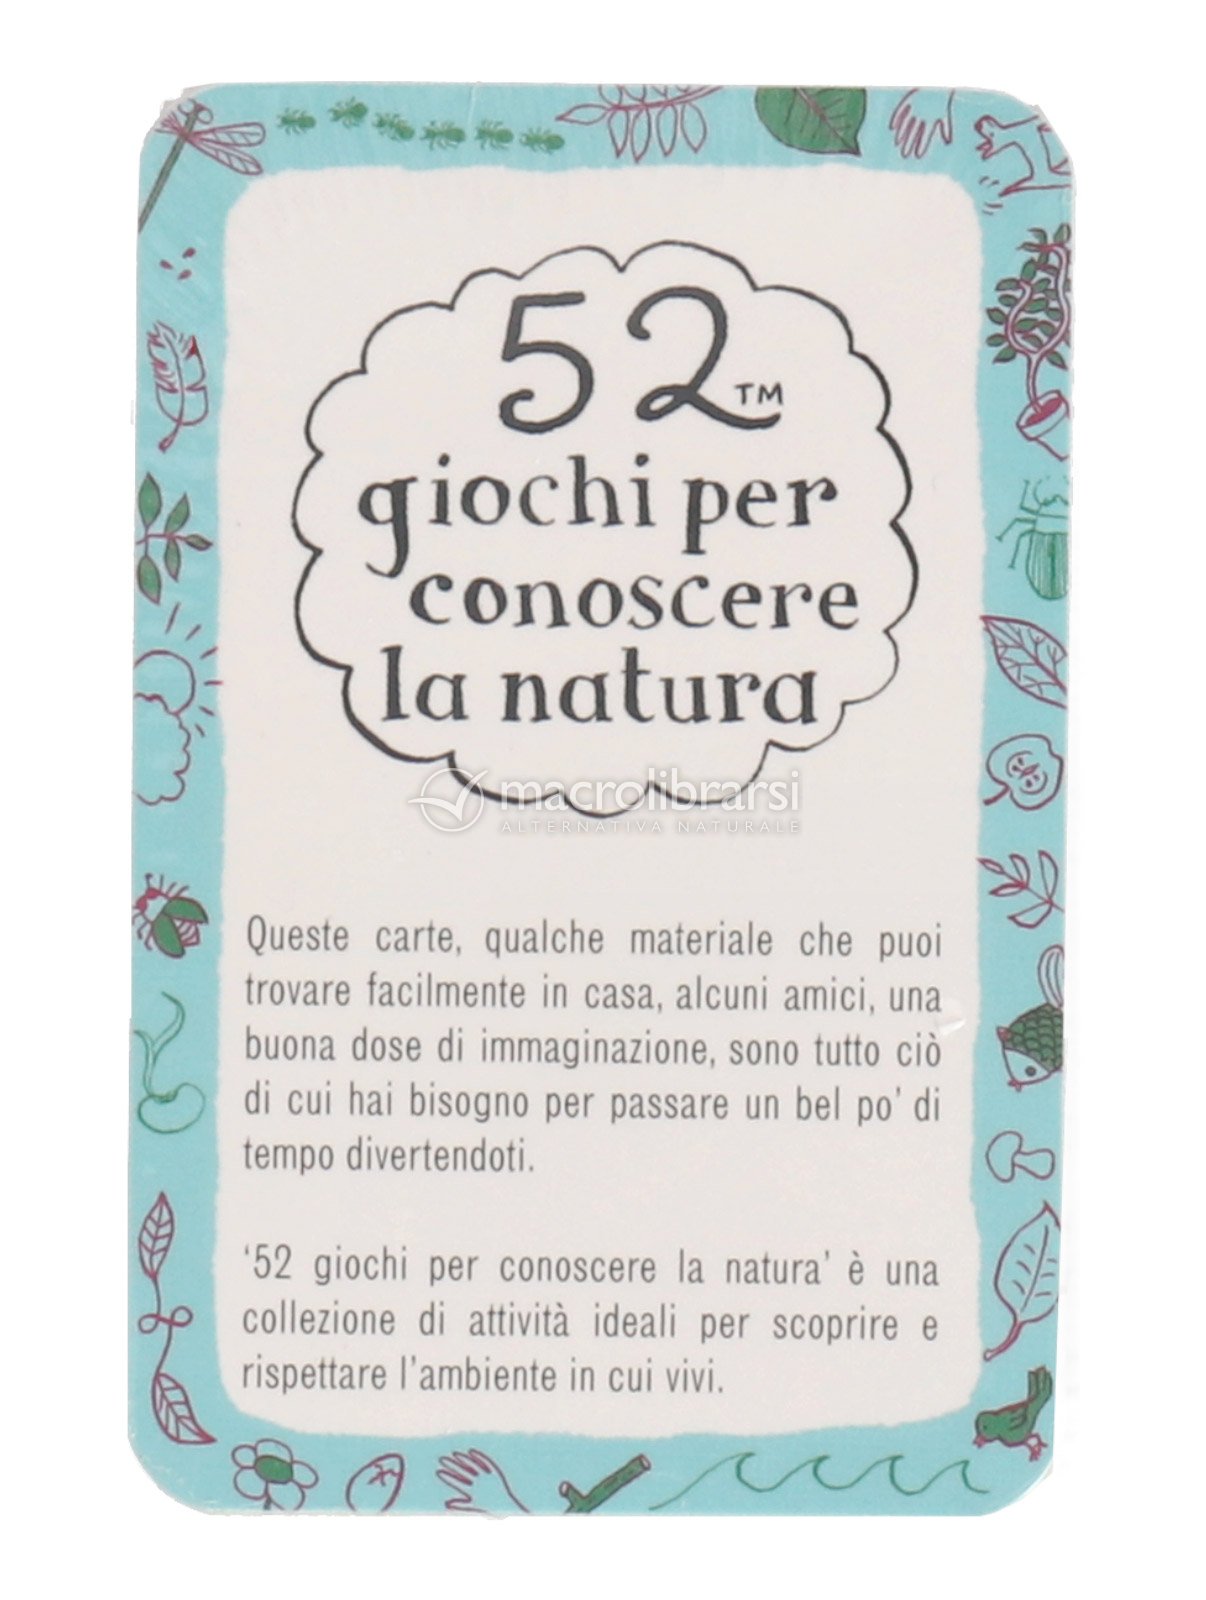 52™
giochi per
conoscere
la natura
macrolibrarsi
ALTERNATIVA NATURALE
Queste carte, qualche materiale che puoi
trovare facilmente in casa, alcuni amici, una
buona dose di immaginazione, sono tutto ciò
di cui hai bisogno per passare un bel po’ di
tempo divertendoti.
‘52 giochi per conoscere la natura’ è una
collezione di attività ideali per scoprire e
rispettare l’ambiente in cui vivi.